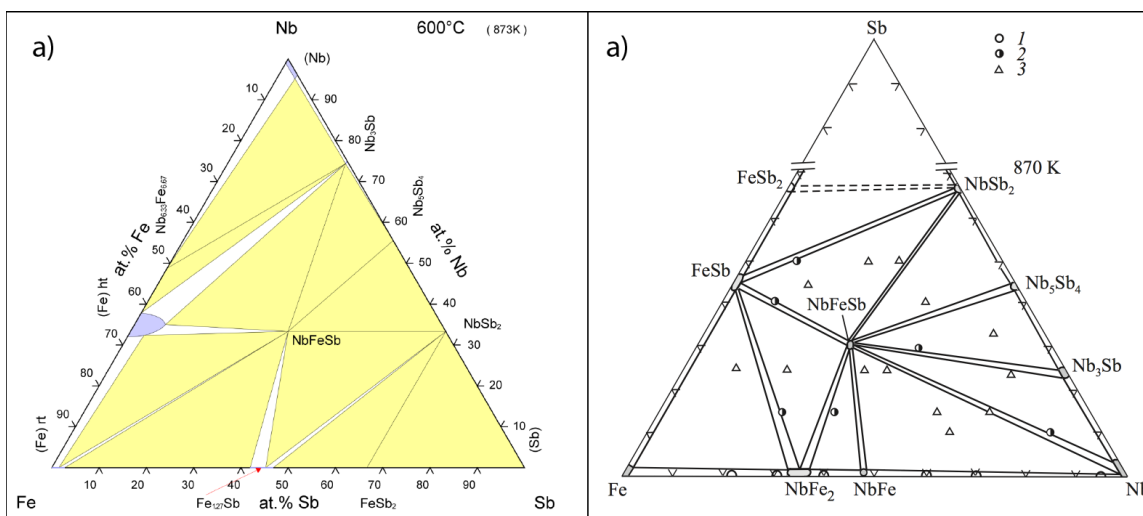 a)
Nb
600°C (873K)
(Nb)
10
90
20
80
Nb3Sb
30
70
Nb6.33Fe6.67
Nb5Sb4
40
60
at.% Fe
50
50
at.% Nb
(Fe) ht
60
40
70
NbFeSb
NbSb2
30
80
20
(Fe) rt
90
10
(Sb)
10 20 30 40 50 60 70 80 90
Fe
Fe1.27Sb
at.% Sb
FeSb2
Sb
a)
Sb
1
2
3
870 K
FeSb2
NbSb2
FeSb
Nb5Sb4
NbFeSb
Nb3Sb
Fe
NbFe2
NbFe